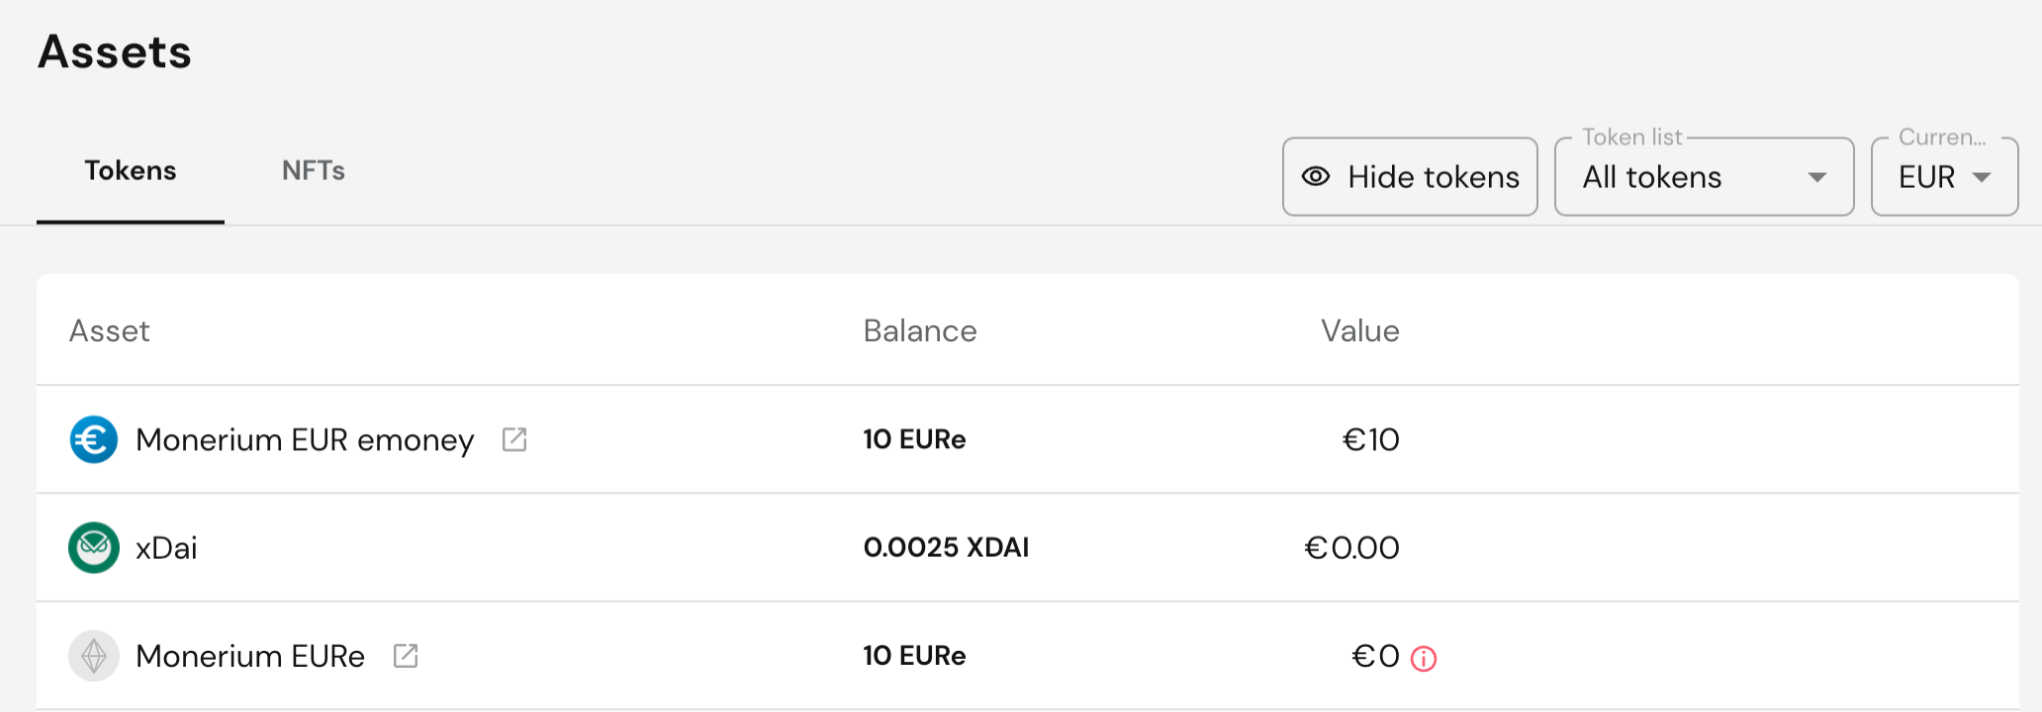 Assets
Tokens NFTs
Hide tokens
Token list
All tokens
Curren...
EUR
Asset Balance Value
Monerium EUR emoney 10 EURe €10
xDai 0.0025 XDAI €0.00
Monerium EURe 10 EURe €0